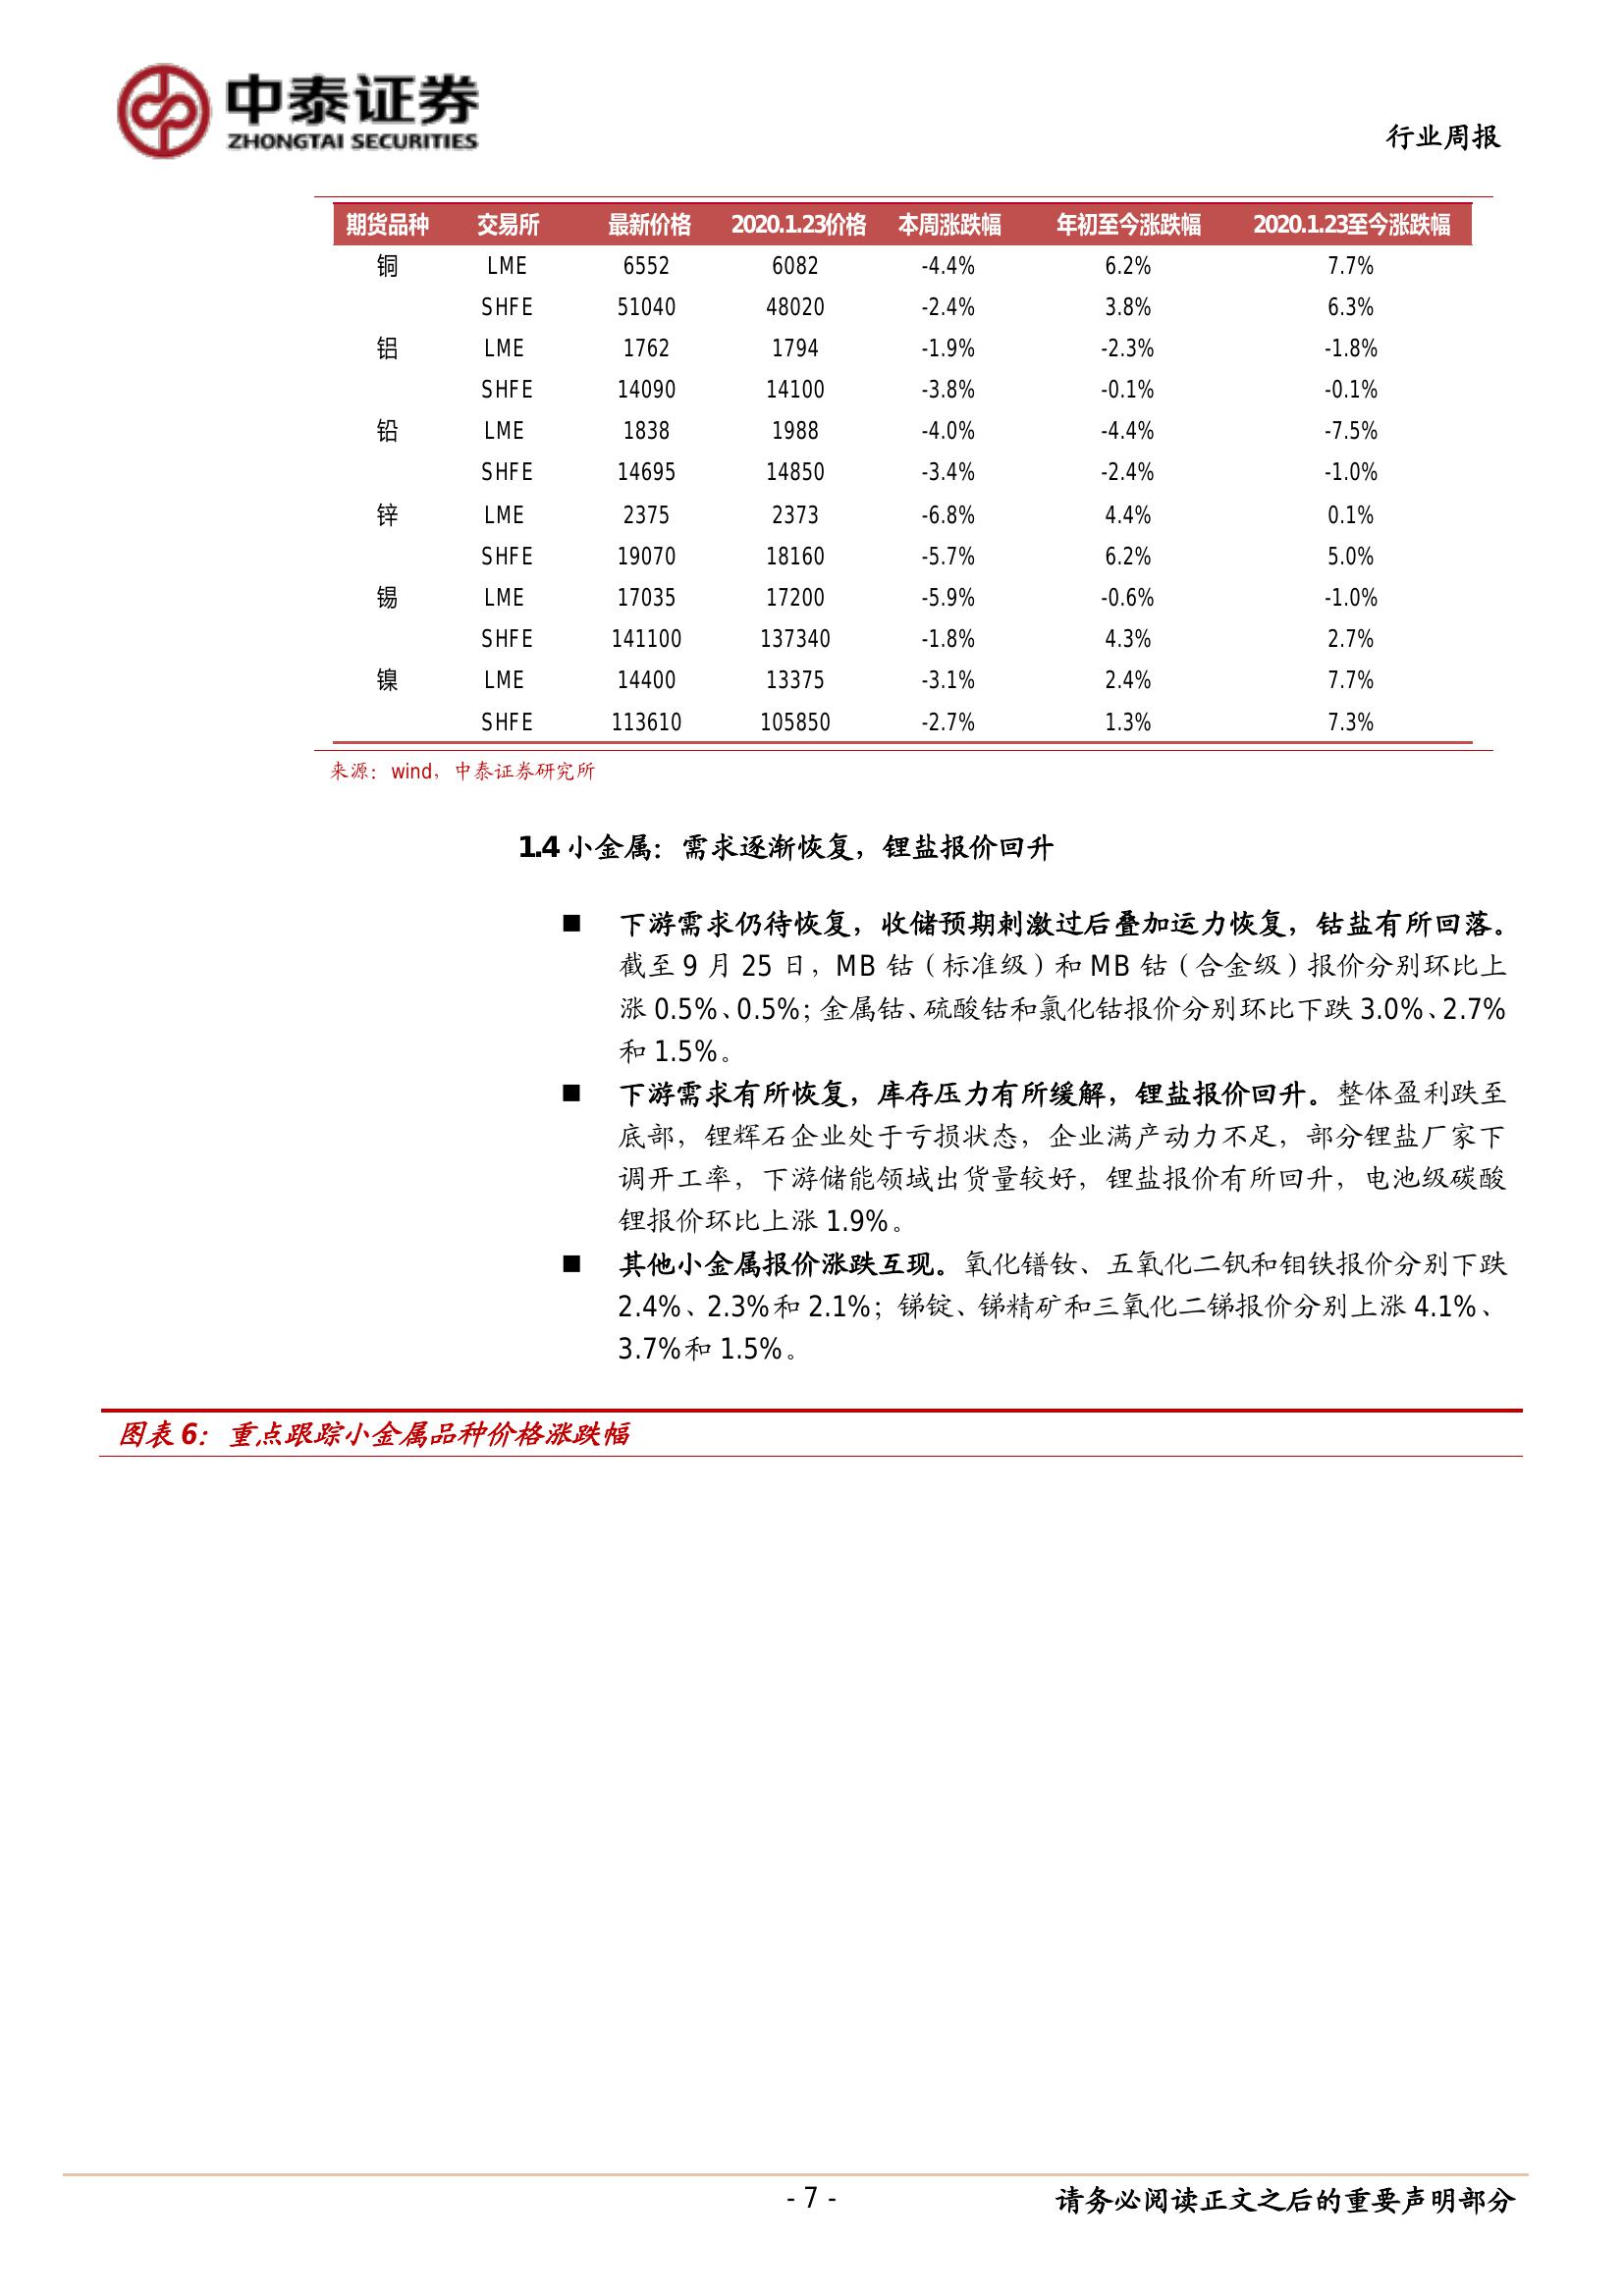 中泰证券
ZHONGTAI SECURITIES
行业周报
期货品种 交易所 最新价格 2020.1.23价格 本周涨跌幅 年初至今涨跌幅 2020.1.23至今涨跌幅
铜 LME 6552 6082 -4.4% 6.2% 7.7%
SHFE 51040 48020 -2.4% 3.8% 6.3%
铝 LME 1762 1794 -1.9% -2.3% -1.8%
SHFE 14090 14100 -3.8% -0.1% -0.1%
铅 LME 1838 1988 -4.0% -4.4% -7.5%
SHFE 14695 14850 -3.4% -2.4% -1.0%
锌 LME 2375 2373 -6.8% 4.4% 0.1%
SHFE 19070 18160 -5.7% 6.2% 5.0%
锡 LME 17035 17200 -5.9% -0.6% -1.0%
SHFE 141100 137340 -1.8% 4.3% 2.7%
镍 LME 14400 13375 -3.1% 2.4% 7.7%
SHFE 113610 105850 -2.7% 1.3% 7.3%
来源：wind，中泰证券研究所
1.4 小金属：需求逐渐恢复，锂盐报价回升
■ 下游需求仍待恢复，收储预期刺激过后叠加运力恢复，钴盐有所回落。
截至 9 月 25 日，MB 钴（标准级）和 MB 钴（合金级）报价分别环比上
涨 0.5%、0.5%；金属钴、硫酸钴和氯化钴报价分别环比下跌 3.0%、2.7%
和 1.5%。
■ 下游需求有所恢复，库存压力有所缓解，锂盐报价回升。整体盈利跌至
底部，锂辉石企业处于亏损状态，企业满产动力不足，部分锂盐厂家下
调开工率，下游储能领域出货量较好，锂盐报价有所回升，电池级碳酸
锂报价环比上涨 1.9%。
■ 其他小金属报价涨跌互现。氧化镨钕、五氧化二钒和钼铁报价分别下跌
2.4%、2.3%和 2.1%；锑锭、锑精矿和三氧化二锑报价分别上涨 4.1%、
3.7%和 1.5%。
图表 6：重点跟踪小金属品种价格涨跌幅
- 7 -
请务必阅读正文之后的重要声明部分